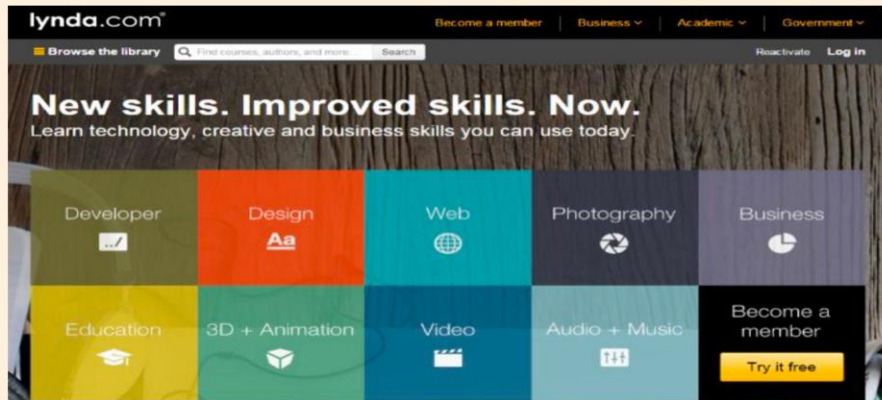 lynda.com®
Become a member Business Academic Government
Browse the library Find courses, authors, and more... Search Reactivate Log in
New skills. Improved skills. Now.
Learn technology, creative and business skills you can use today.
Developer Design Web Photography Business
../ Aa
Education 3D + Animation Video Audio + Music Become a
member
Try it free